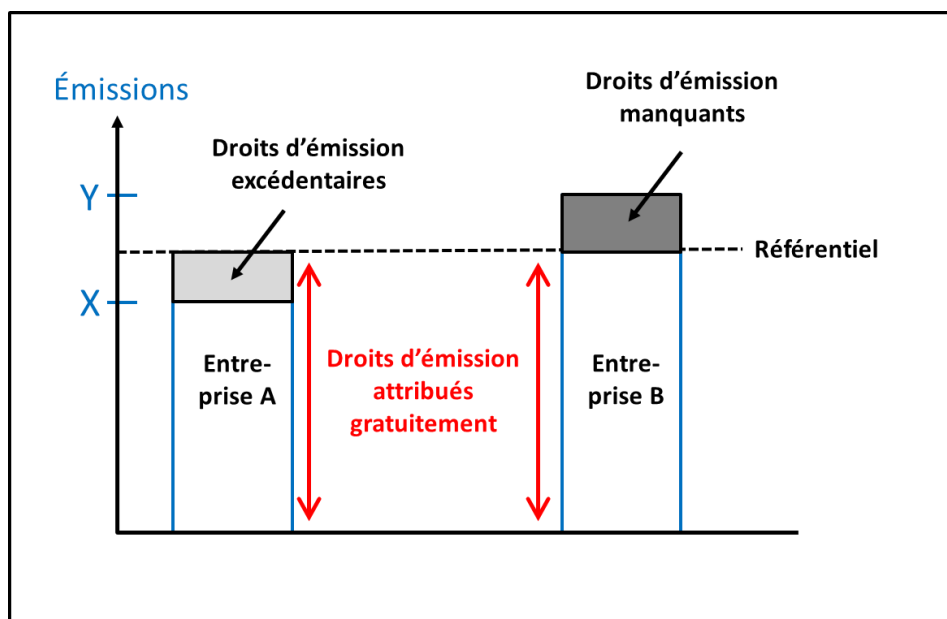 Émissions
Y
X
Droits d’émission
excédentaires
Droits d’émission
manquants
Référentiel
Entre-
prise A
Droits d’émission
attribués
gratuitement
Entre-
prise B